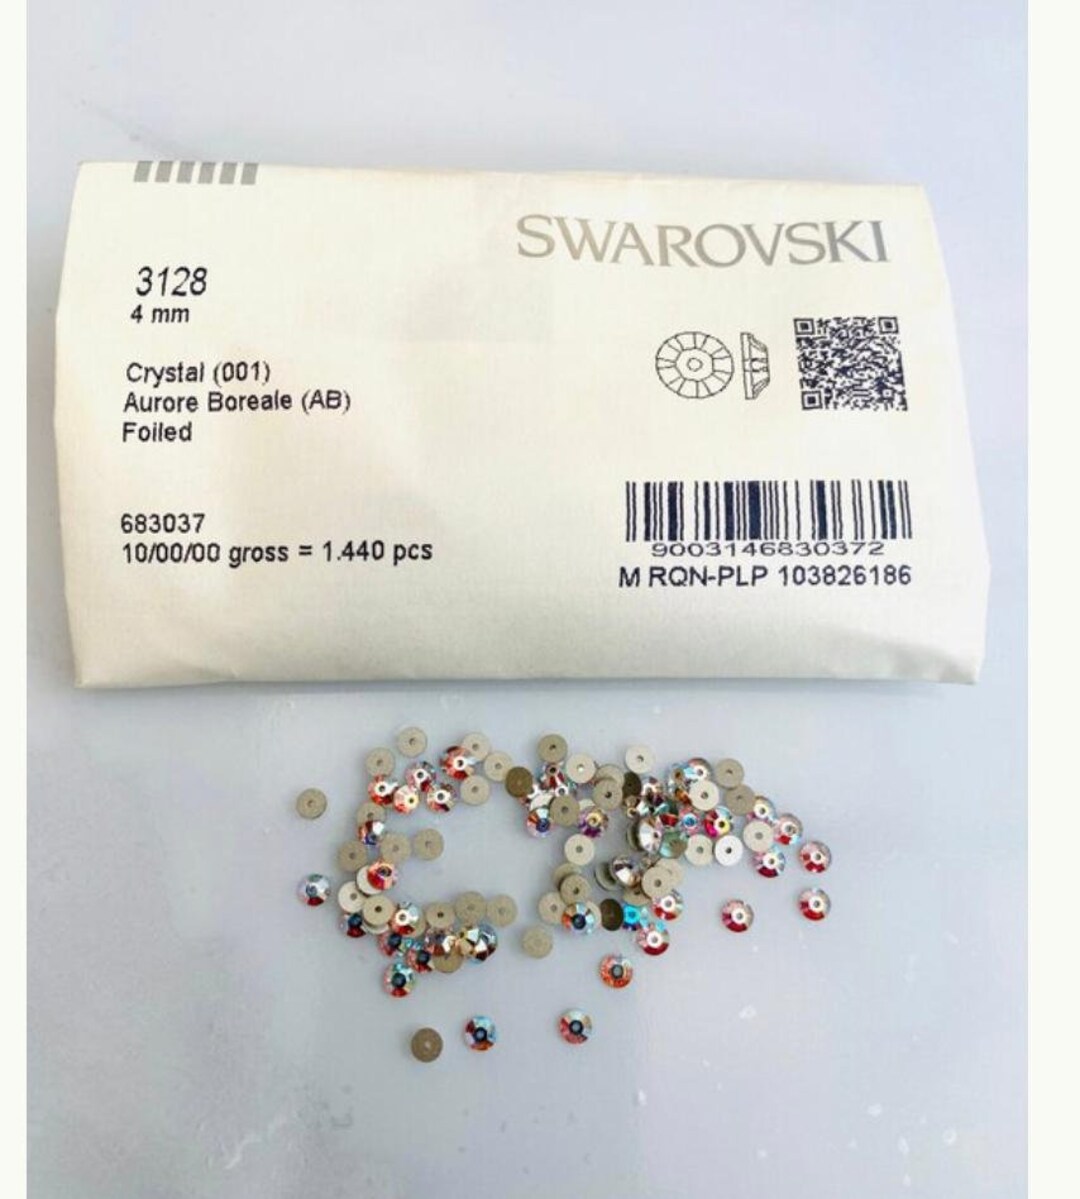 SWAROVSKI
3128
4 mm
Crystal (001)
Aurore Boreale (AB)
Foiled
683037
10/00/00 gross = 1.440 pcs
9003146830372
M RQN-PLP 103826186